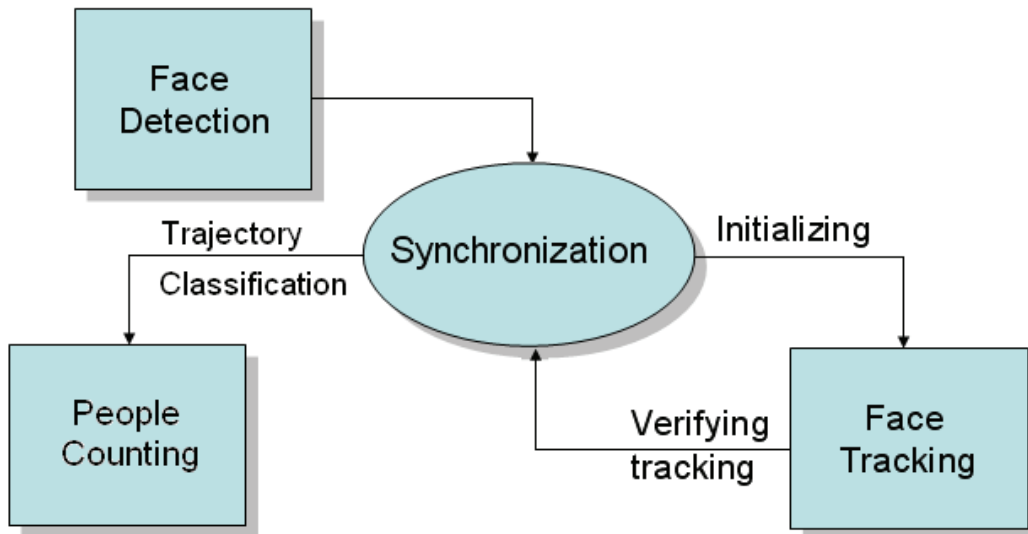 Face
Detection
Trajectory
Classification
Synchronization
Initializing
People
Counting
Verifying
tracking
Face
Tracking